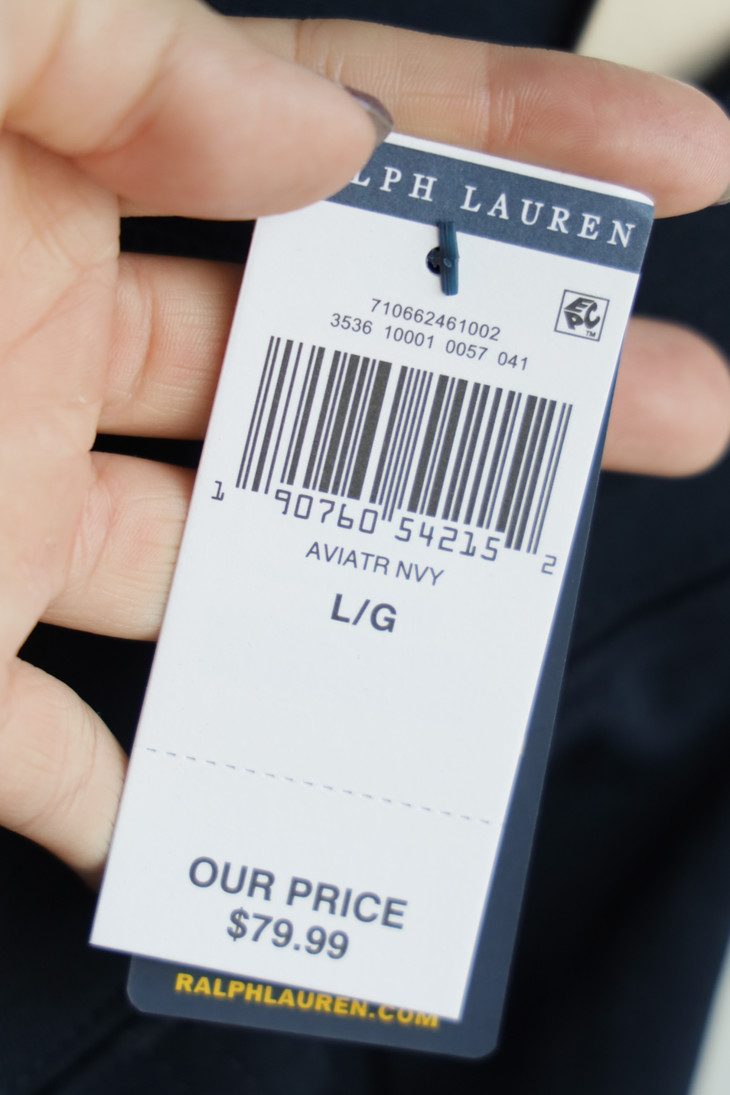 LPH LAUREN
710662461002
3536 10001 0057 041
EPC™
1 90760 54215 2
AVIATR NVY
L/G
OUR PRICE
$79.99
RALPHLAUREN.COM